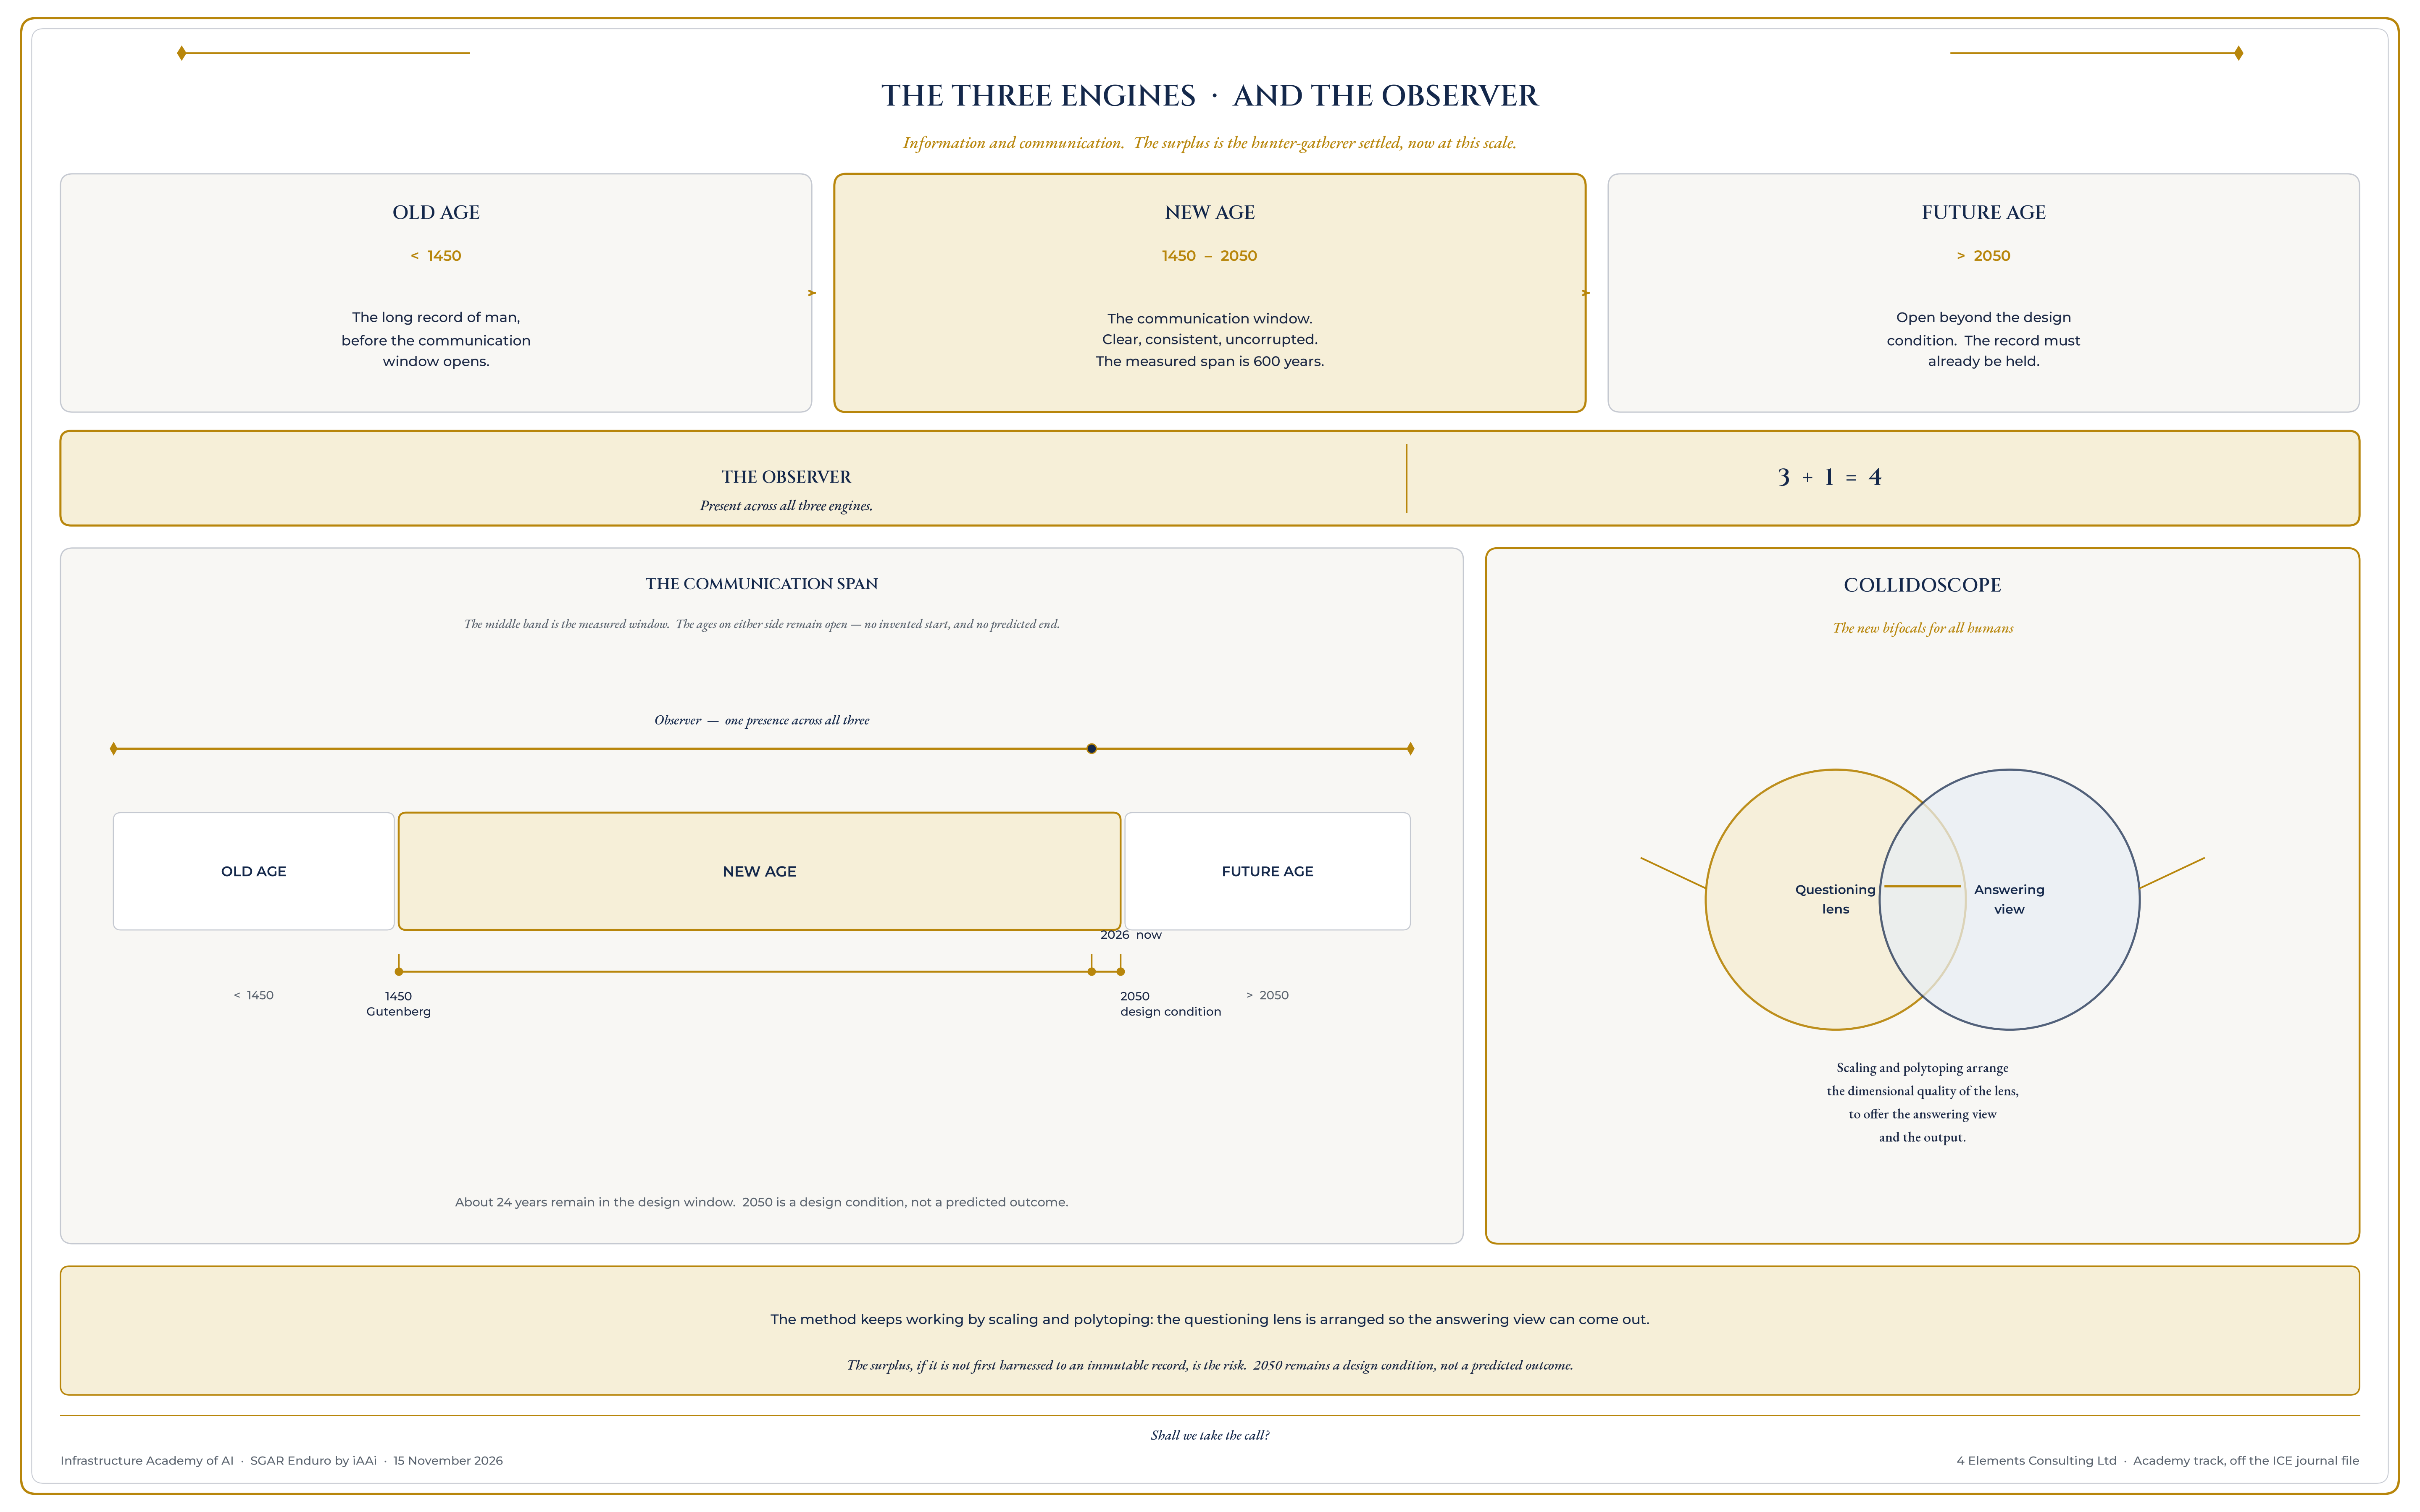 THE THREE ENGINES · AND THE OBSERVER
Information and communication. The surplus is the hunter-gatherer settled, now at this scale.
OLD AGE
< 1450
The long record of man,
before the communication
window opens.
NEW AGE
1450 – 2050
The communication window.
Clear, consistent, uncorrupted.
The measured span is 600 years.
FUTURE AGE
> 2050
Open beyond the design
condition. The record must
already be held.
THE OBSERVER
Present across all three engines.
3 + 1 = 4
THE COMMUNICATION SPAN
The middle band is the measured window. The ages on either side remain open — no invented start, and no predicted end.
Observer — one presence across all three
OLD AGE
NEW AGE
FUTURE AGE
2026 now
< 1450
1450
Gutenberg
2050
design condition
> 2050
About 24 years remain in the design window. 2050 is a design condition, not a predicted outcome.
COLLIDOSCOPE
The new bifocals for all humans
Questioning
lens
Answering
view
Scaling and polytoping arrange
the dimensional quality of the lens,
to offer the answering view
and the output.
The method keeps working by scaling and polytoping: the questioning lens is arranged so the answering view can come out.
The surplus, if it is not first harnessed to an immutable record, is the risk. 2050 remains a design condition, not a predicted outcome.
Shall we take the call?
Infrastructure Academy of AI · SGAR Enduro by iAAi · 15 November 2026
4 Elements Consulting Ltd · Academy track, off the ICE journal file